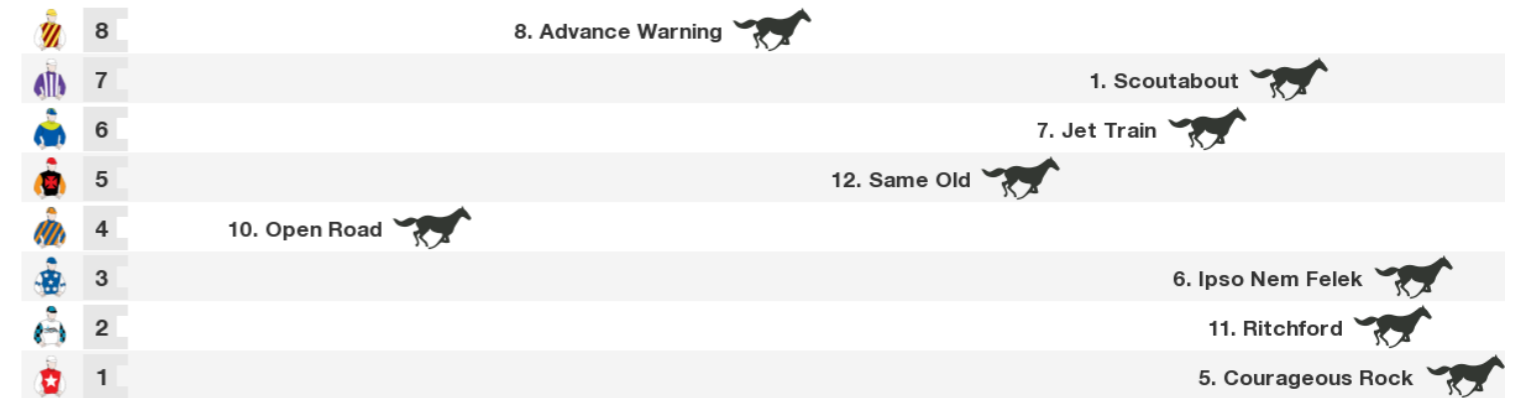 8 8. Advance Warning
7 1. Scoutabout
6 7. Jet Train
5 12. Same Old
4 10. Open Road
3 6. Ipso Nem Felek
2 11. Ritchford
1 5. Courageous Rock